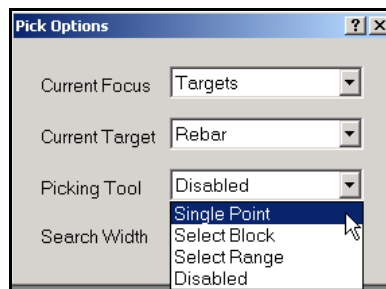 Pick Options
Current Focus Targets
Current Target Rebar
Picking Tool Disabled
Single Point
Search Width Select Block
Select Range
Disabled